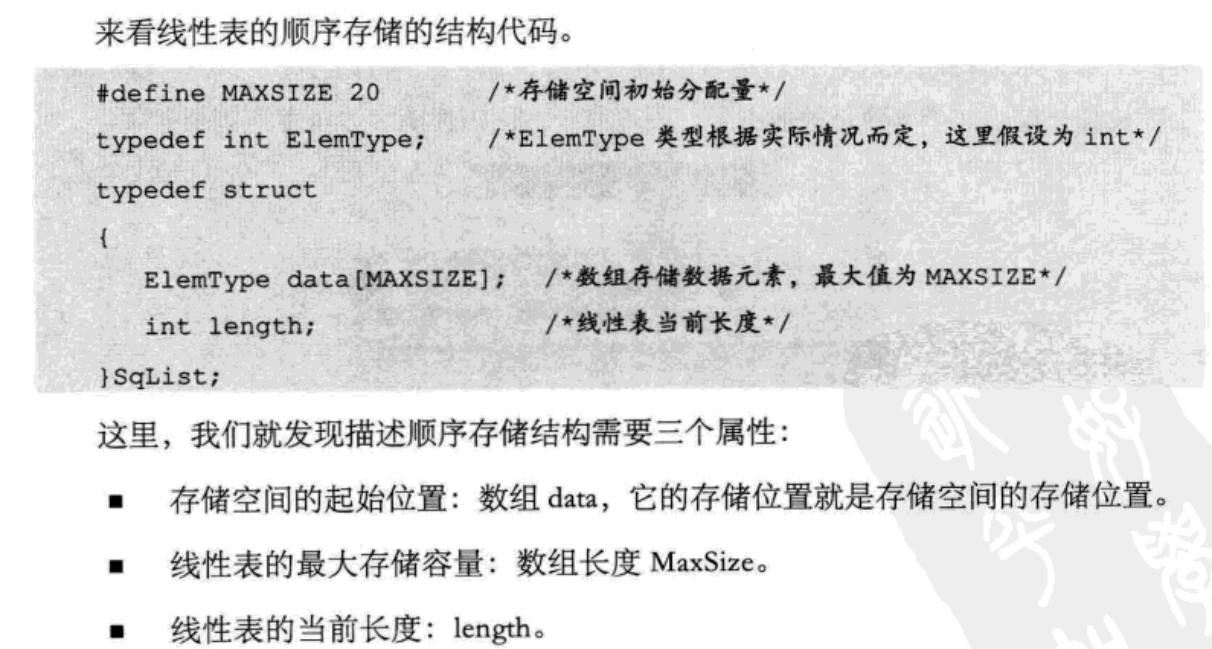 来看线性表的顺序存储的结构代码。
#define MAXSIZE 20 /*存储空间初始分配量*/
typedef int ElemType; /*ElemType 类型根据实际情况而定，这里假设为 int*/
typedef struct
{
ElemType data[MAXSIZE]; /*数组存储数据元素，最大值为 MAXSIZE*/
int length; /*线性表当前长度*/
}SqList;
这里，我们就发现描述顺序存储结构需要三个属性：
■ 存储空间的起始位置：数组 data，它的存储位置就是存储空间的存储位置。
■ 线性表的最大存储容量：数组长度 MaxSize。
■ 线性表的当前长度：length。